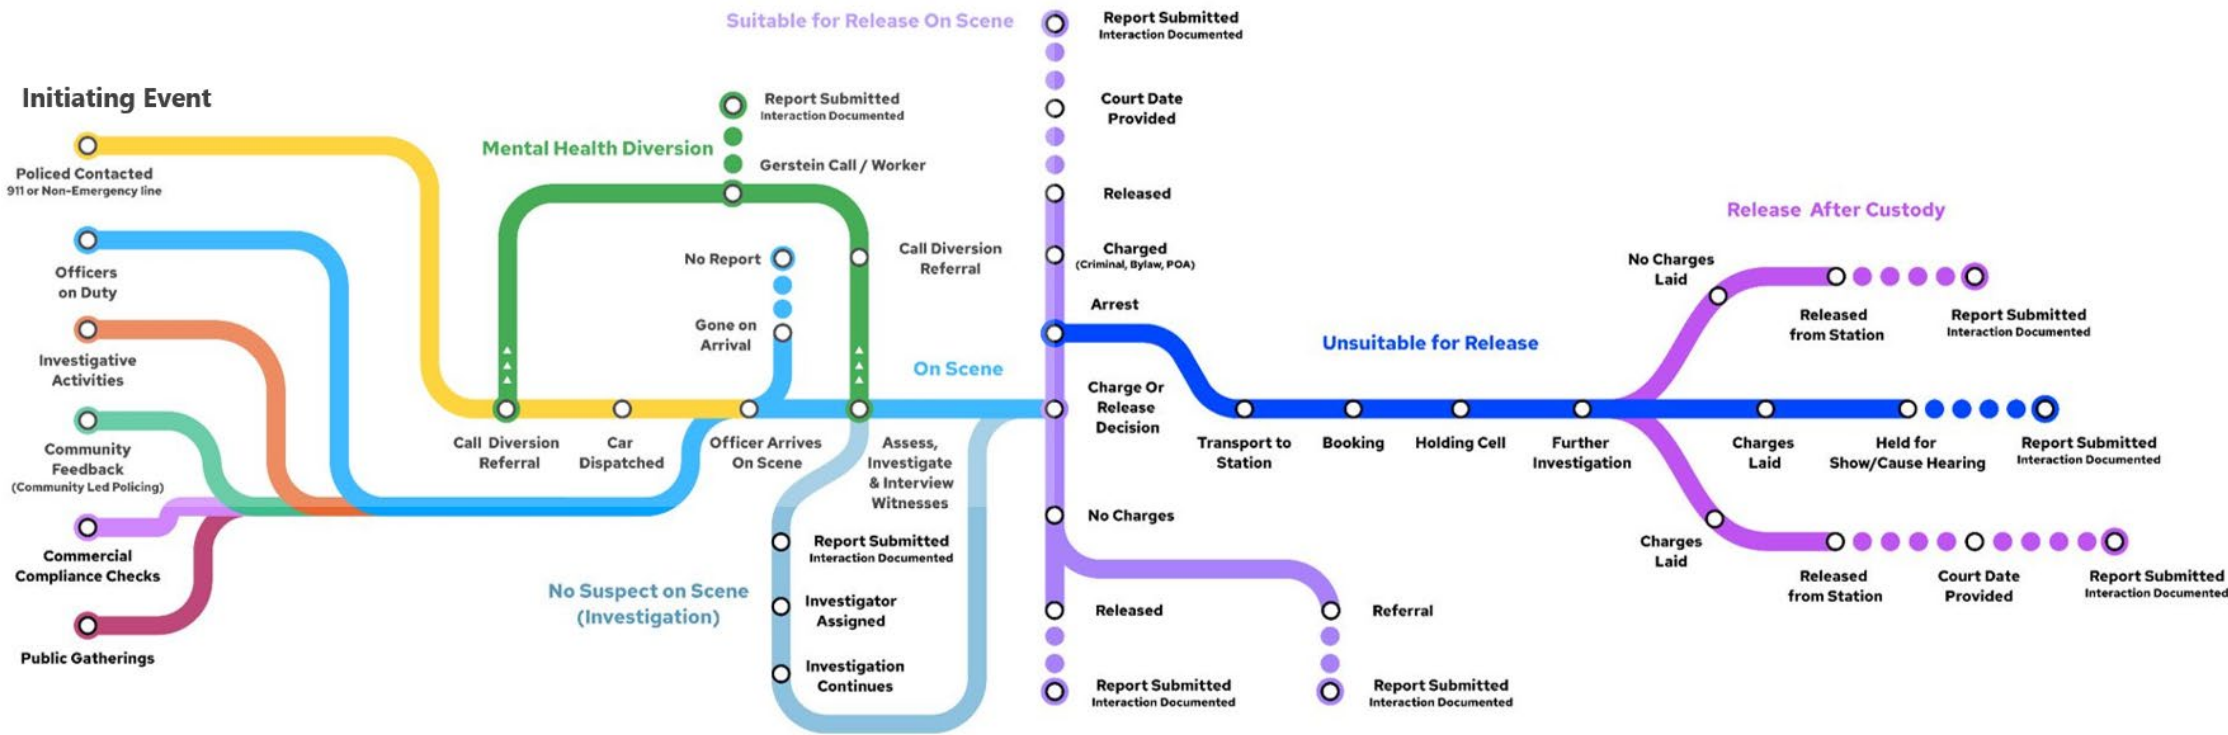 Suitable for Release On Scene
Report Submitted
Interaction Documented
Initiating Event
Court Date
Provided
Report Submitted
Interaction Documented
Mental Health Diversion
Gerstein Call / Worker
Policed Contacted
911 or Non-Emergency line
Released
Release After Custody
Officers
on Duty
No Report
Call Diversion
Referral
Charged
(Criminal, Bylaw, POA)
No Charges
Laid
Arrest
Released
from Station
Report Submitted
Interaction Documented
Gone on
Arrival
Unsuitable for Release
Investigative
Activities
On Scene
Charge Or
Release
Decision
Community
Feedback
(Community Led Policing)
Call Diversion
Referral
Car
Dispatched
Officer Arrives
On Scene
Assess,
Investigate
& Interview
Witnesses
Transport to
Station
Booking
Holding Cell
Further
Investigation
Charges
Laid
Held for
Show/Cause Hearing
Report Submitted
Interaction Documented
No Charges
Commercial
Compliance Checks
Report Submitted
Interaction Documented
Charges
Laid
Released
from Station
Court Date
Provided
Report Submitted
Interaction Documented
No Suspect on Scene
(Investigation)
Investigator
Assigned
Released
Referral
Public Gatherings
Investigation
Continues
Report Submitted
Interaction Documented
Report Submitted
Interaction Documented